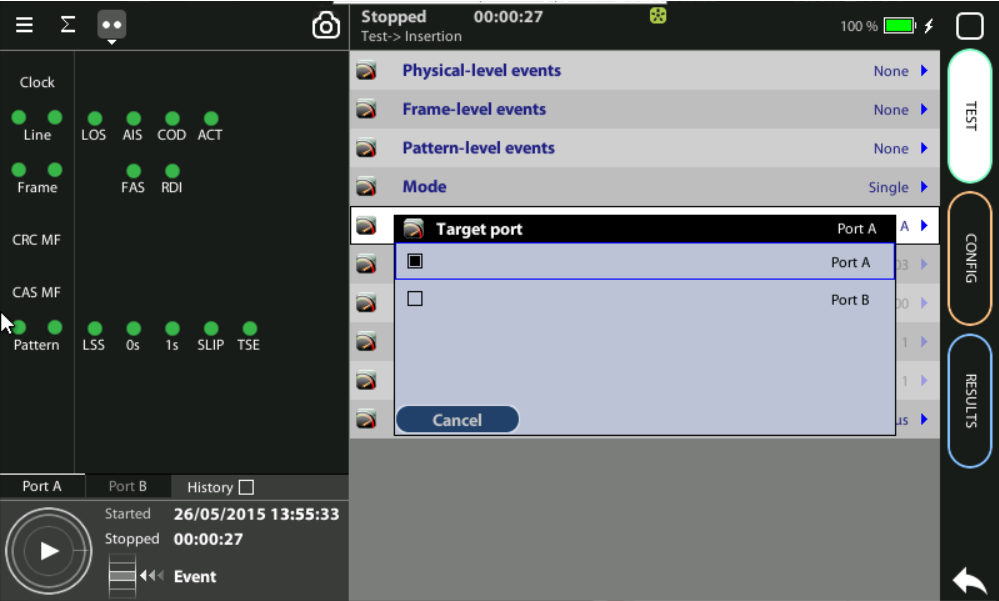 Σ
Stopped 00:00:27
Test-> Insertion
100 %
Clock
Line LOS AIS COD ACT
Frame FAS RDI
CRC MF
CAS MF
Pattern LSS 0s 1s SLIP TSE
Port A Port B History
Started 26/05/2015 13:55:33
Stopped 00:00:27
Event
Physical-level events None
Frame-level events None
Pattern-level events None
Mode Single
A
Target port Port A
Port A
Port B
03
00
1
1
us
Cancel
TEST
CONFIG
RESULTS